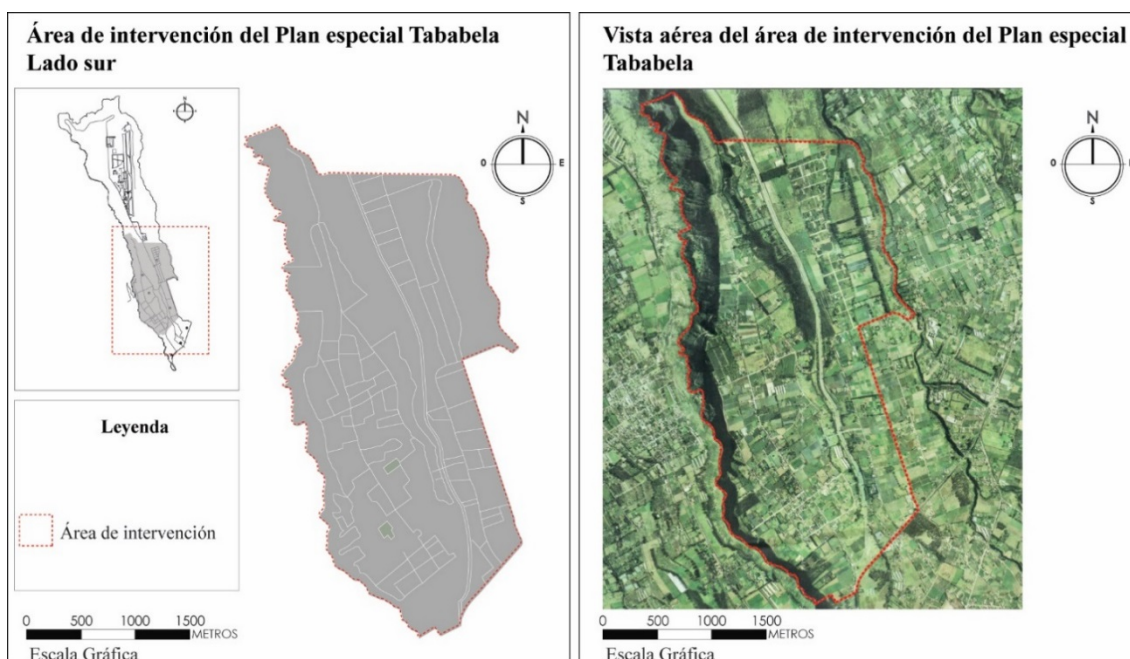 Área de intervención del Plan especial Tababela
Lado sur
N
O
E
S
Leyenda
Área de intervención
0 500 1000 1500
METROS
Escala Gráfica
Vista aérea del área de intervención del Plan especial
Tababela
N
O
S
0 500 1000 1500
METROS
Escala Gráfica